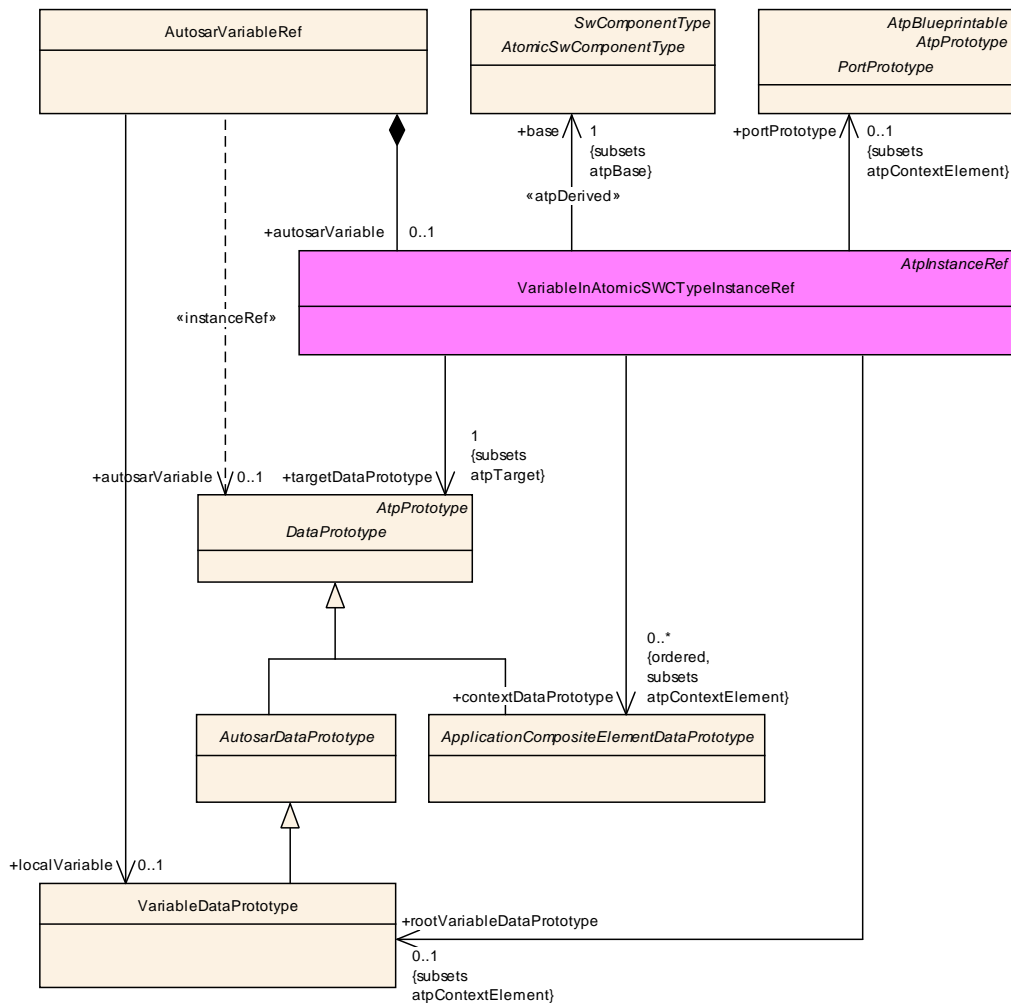 AutosarVariableRef
SwComponentType
AtomicSwComponentType
AtpBlueprintable
AtpPrototype
PortPrototype
+base
1
{subsets
atpBase}
«atpDerived»
+portPrototype
0..1
{subsets
atpContextElement}
+autosarVariable
0..1
AtpInstanceRef
VariableInAtomicSWCTypeInstanceRef
«instanceRef»
+autosarVariable
0..1
+targetDataPrototype
1
{subsets
atpTarget}
AtpPrototype
DataPrototype
0..*
{ordered,
subsets
atpContextElement}
+contextDataPrototype
AutosarDataPrototype
ApplicationCompositeElementDataPrototype
+localVariable
0..1
VariableDataPrototype
+rootVariableDataPrototype
0..1
{subsets
atpContextElement}